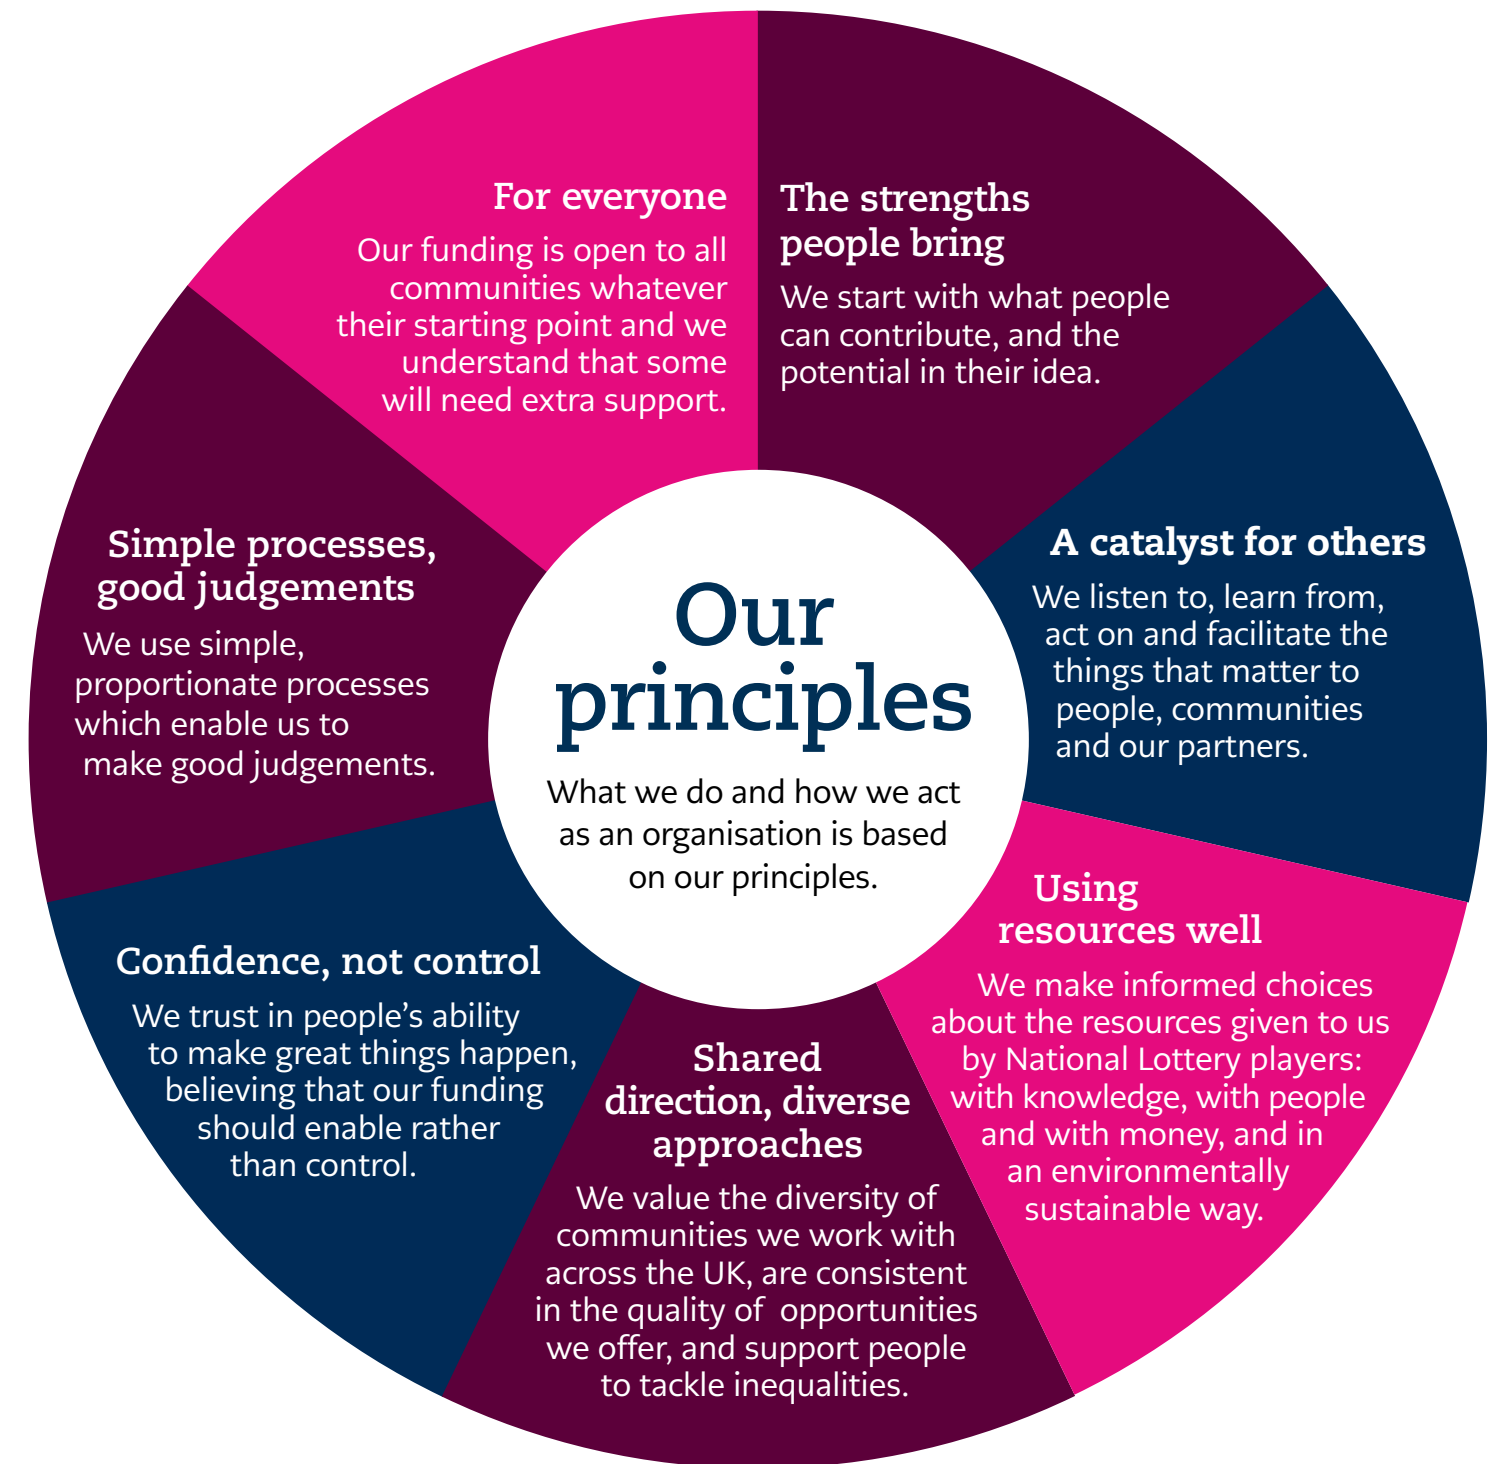 Our
principles
What we do and how we act
as an organisation is based
on our principles.
The strengths
people bring
We start with what people
can contribute, and the
potential in their idea.
A catalyst for others
We listen to, learn from,
act on and facilitate the
things that matter to
people, communities
and our partners.
Using
resources well
We make informed choices
about the resources given to us
by National Lottery players:
with knowledge, with people
and with money, and in
an environmentally
sustainable way.
Shared
direction, diverse
approaches
We value the diversity of
communities we work with
across the UK, are consistent
in the quality of opportunities
we offer, and support people
to tackle inequalities.
Confidence, not control
We trust in people's ability
to make great things happen,
believing that our funding
should enable rather
than control.
Simple processes,
good judgements
We use simple,
proportionate processes
which enable us to
make good judgements.
For everyone
Our funding is open to all
communities whatever
their starting point and we
understand that some
will need extra support.